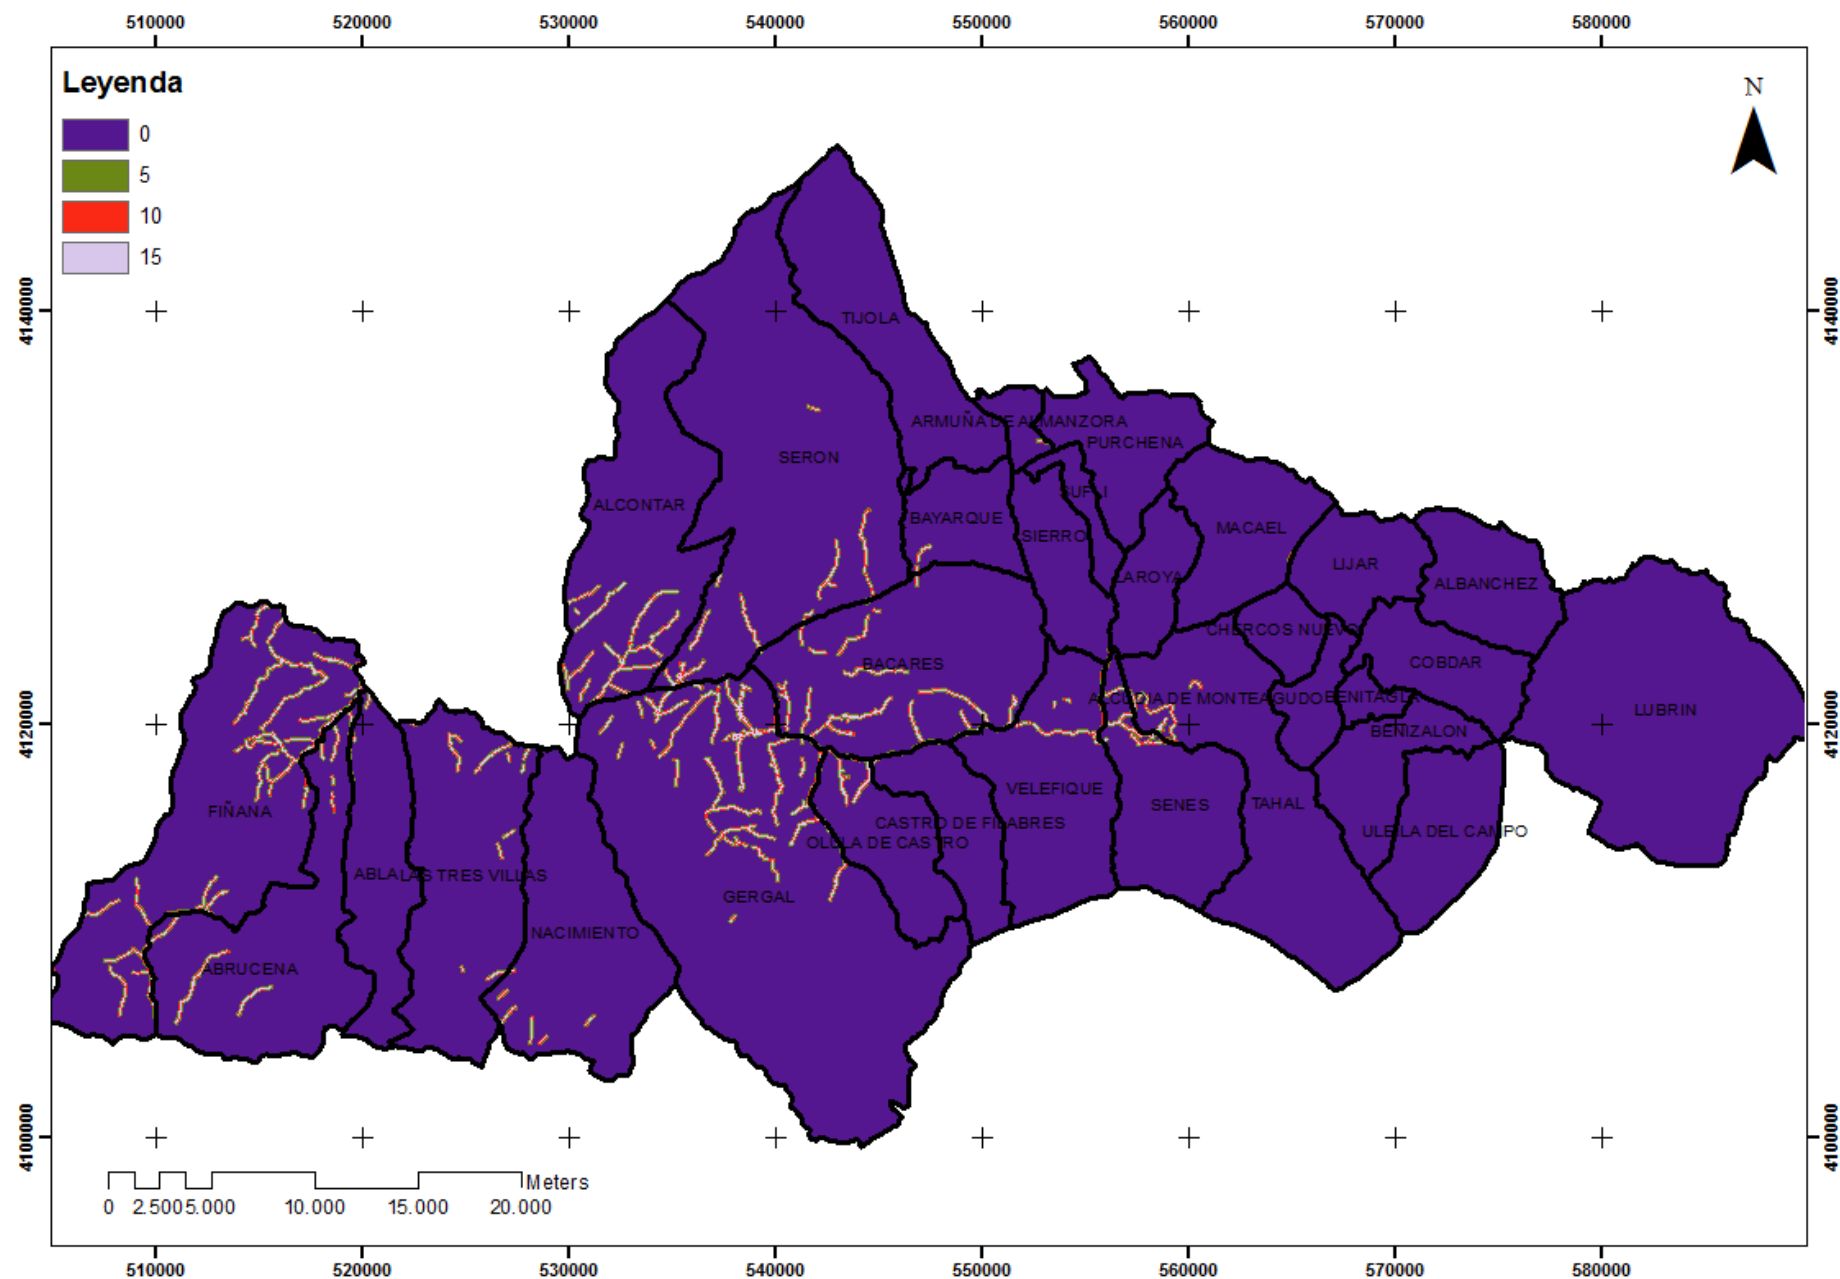 510000 520000 530000 540000 550000 560000 570000 580000
Leyenda
0
5
10
15
N
4140000 4140000
TIJOLA
ARMUÑA DE ALMANZORA
PURCHENA
SERON
SUFLI
ALCONTAR
BAYARQUE
MACAEL
SIERRO
LIJAR
LAROYA
ALBANCHEZ
CHERCOS NUEVO
BACARES
COBDAR
ALCUDIA DE MONTEAGUDO
BENITAGLA
LUBRIN
4120000 4120000
BENIZALON
VELEFIQUE
SENES
TAHAL
FIÑANA
CASTRO DE FILABRES
ULEILA DEL CAMPO
OLULA DE CASTRO
ABLA
LAS TRES VILLAS
GERGAL
NACIMIENTO
ABRUCENA
4100000 4100000
Meters
0 2.500 5.000 10.000 15.000 20.000
510000 520000 530000 540000 550000 560000 570000 580000